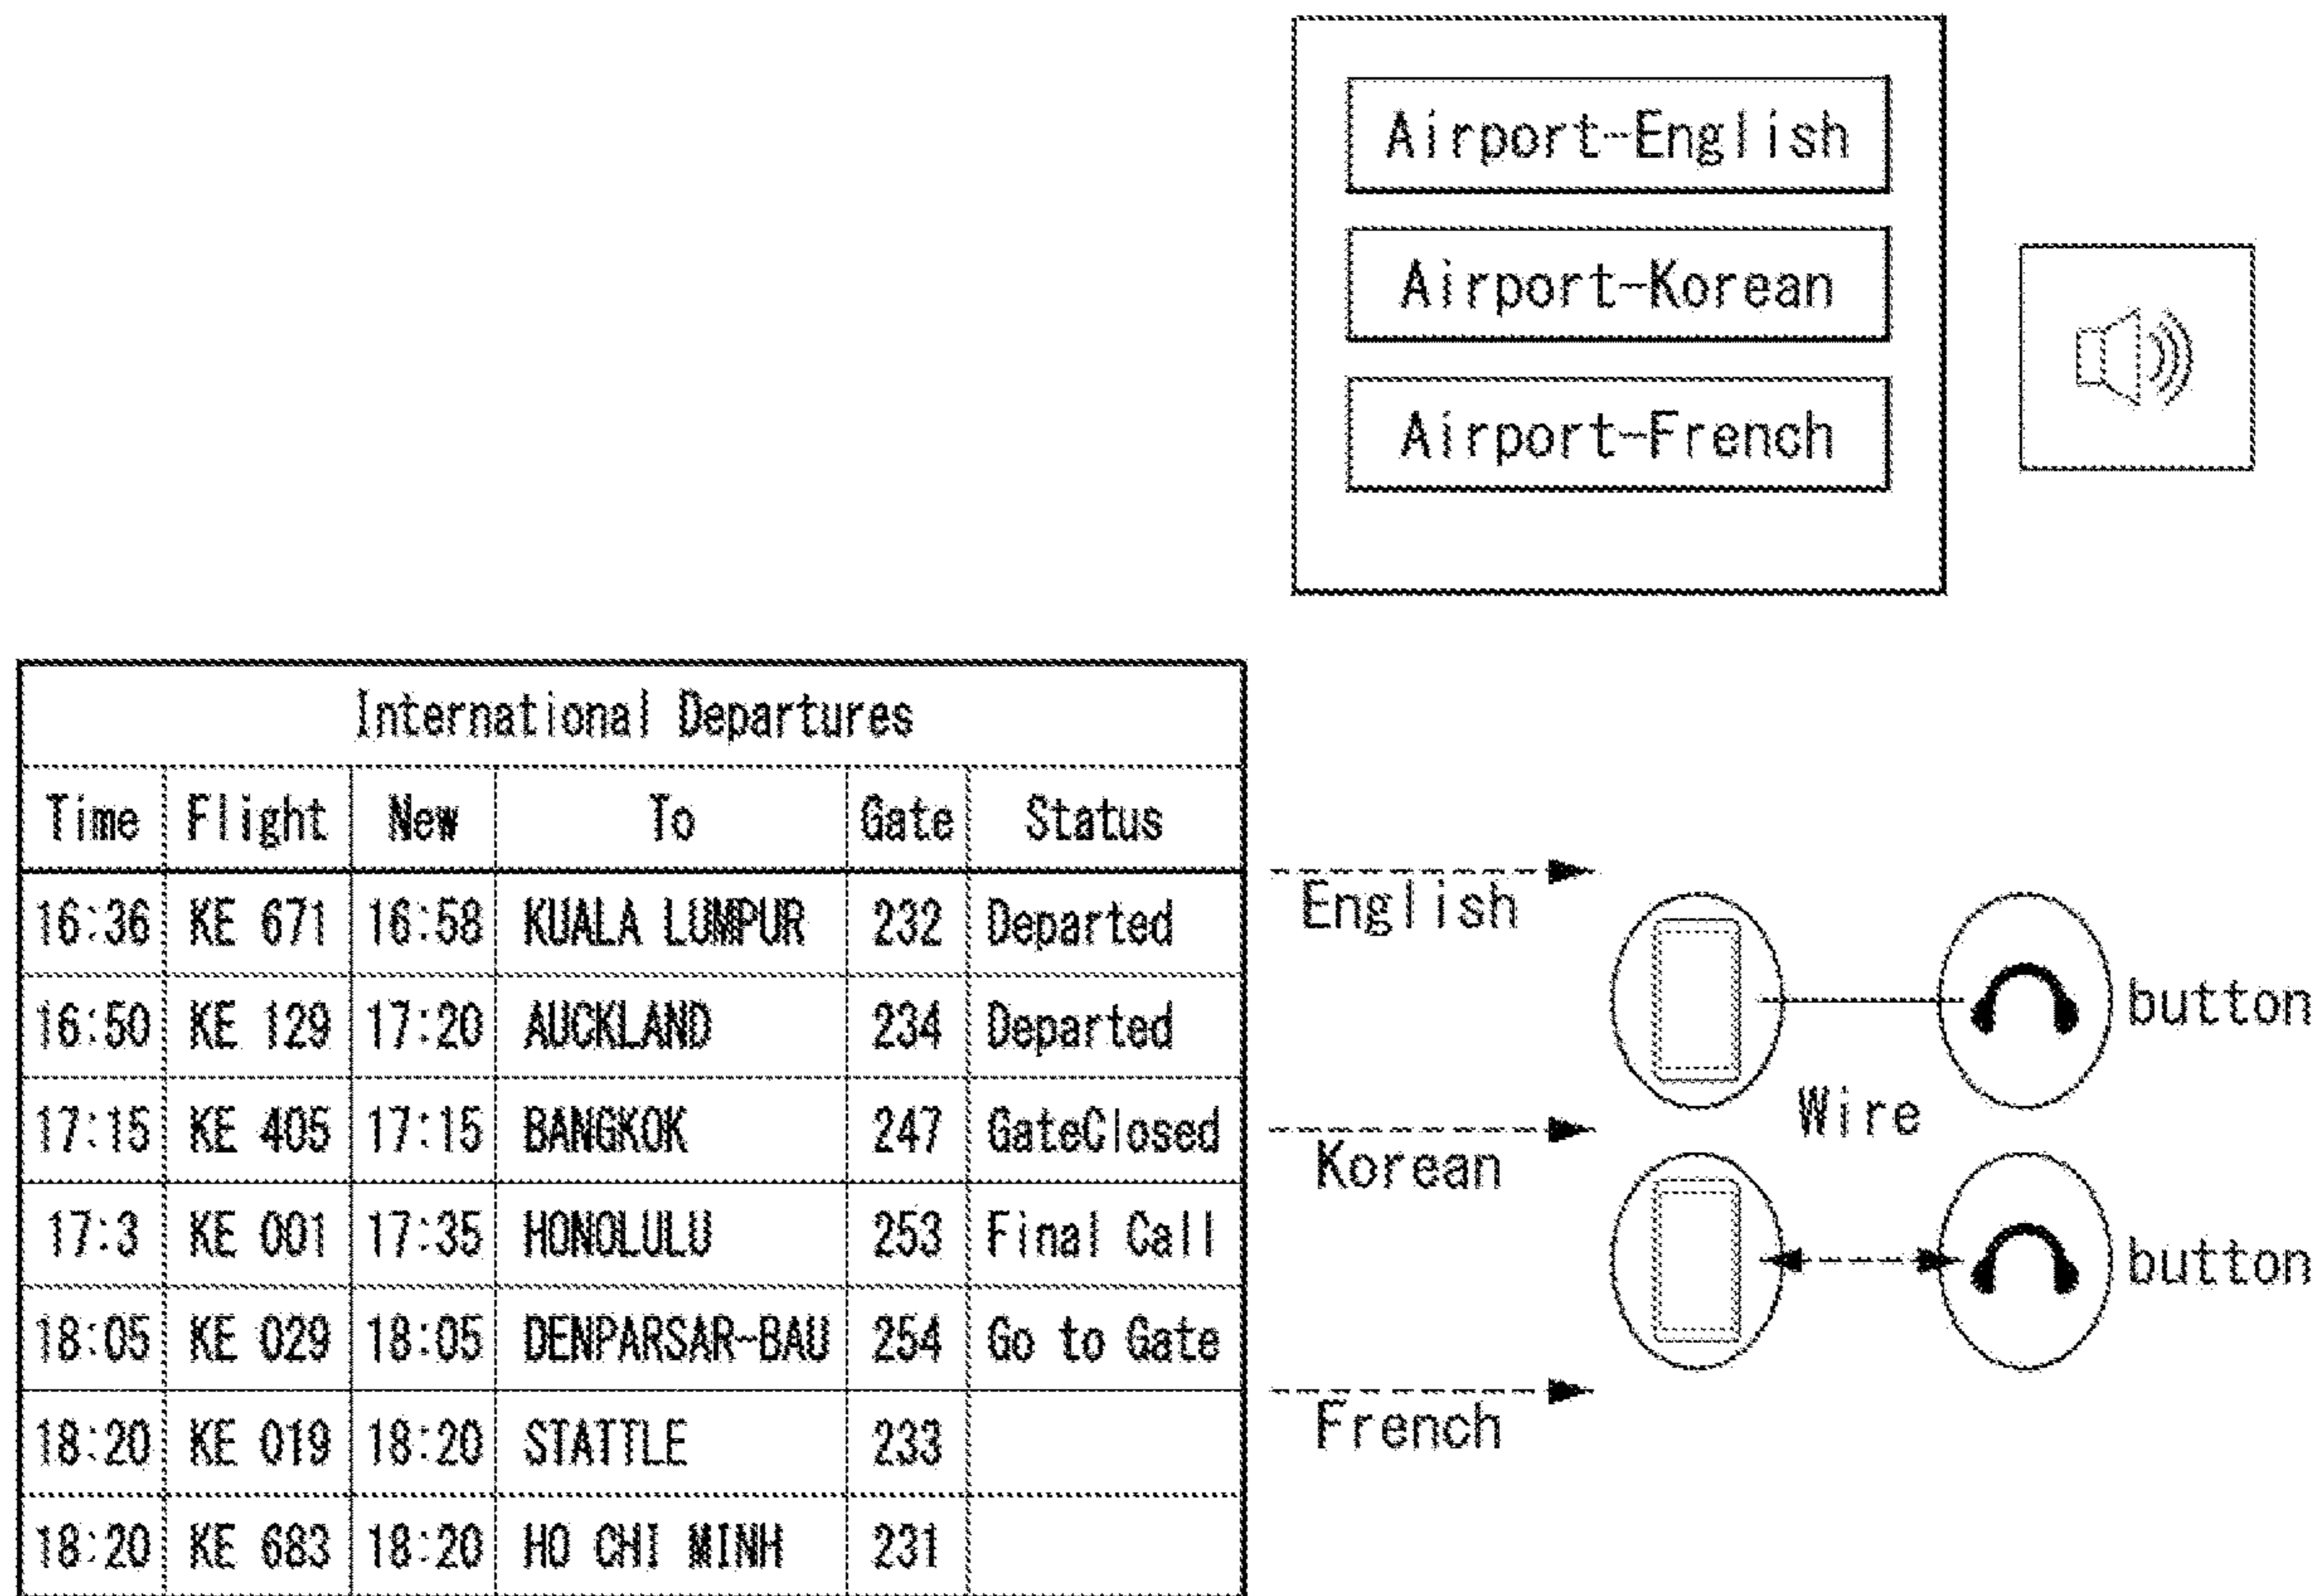 Airport-English
Airport-Korean
Airport-French
International Departures
Time Flight New To Gate Status
16:36 KE 671 16:58 KUALA LUMPUR 232 Departed
16:50 KE 129 17:20 AUCKLAND 234 Departed
17:15 KE 405 17:15 BANGKOK 247 GateClosed
17:3 KE 001 17:35 HONOLULU 253 Final Call
18:05 KE 029 18:05 DENPARSAR-BAU 254 Go to Gate
18:20 KE 019 18:20 STATTLE 233
18:20 KE 683 18:20 HO CHI MINH 231
English
button
Wire
Korean
button
French